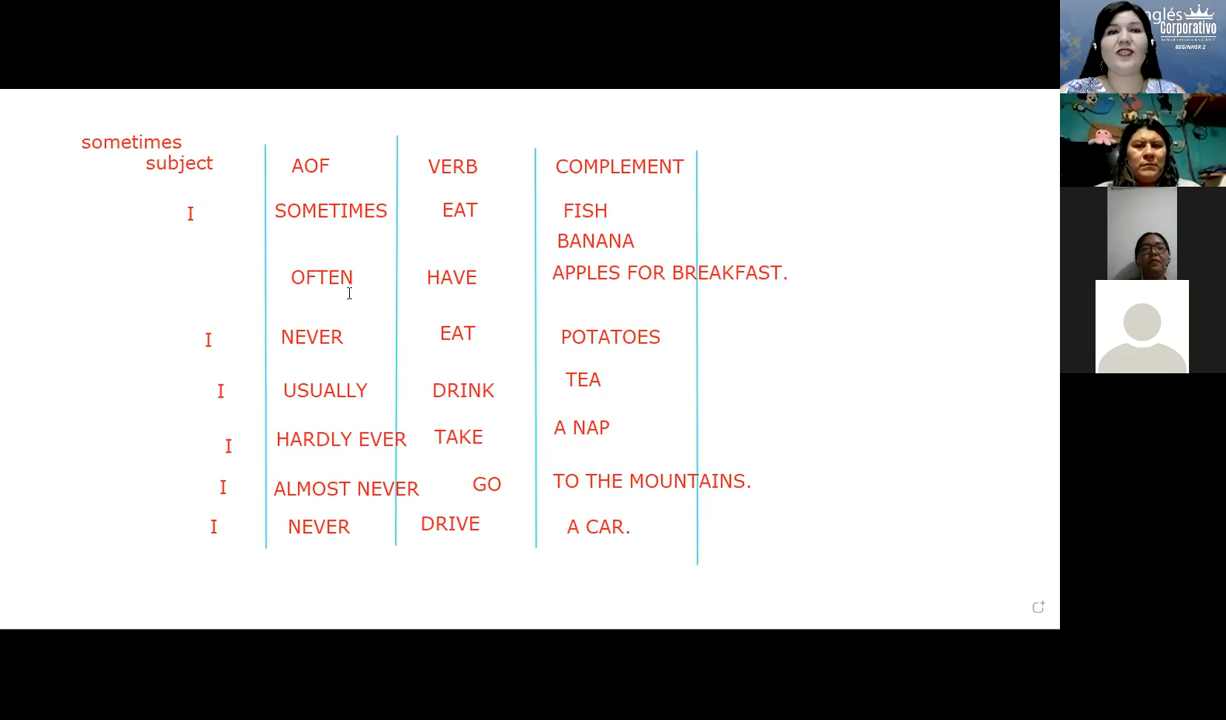 sometimes
subject AOF VERB COMPLEMENT
I SOMETIMES EAT FISH
BANANA
OFTEN HAVE APPLES FOR BREAKFAST.
I NEVER EAT POTATOES
I USUALLY DRINK TEA
I HARDLY EVER TAKE A NAP
I ALMOST NEVER GO TO THE MOUNTAINS.
I NEVER DRIVE A CAR.
nglés
Corporativo
BEGINNER 2